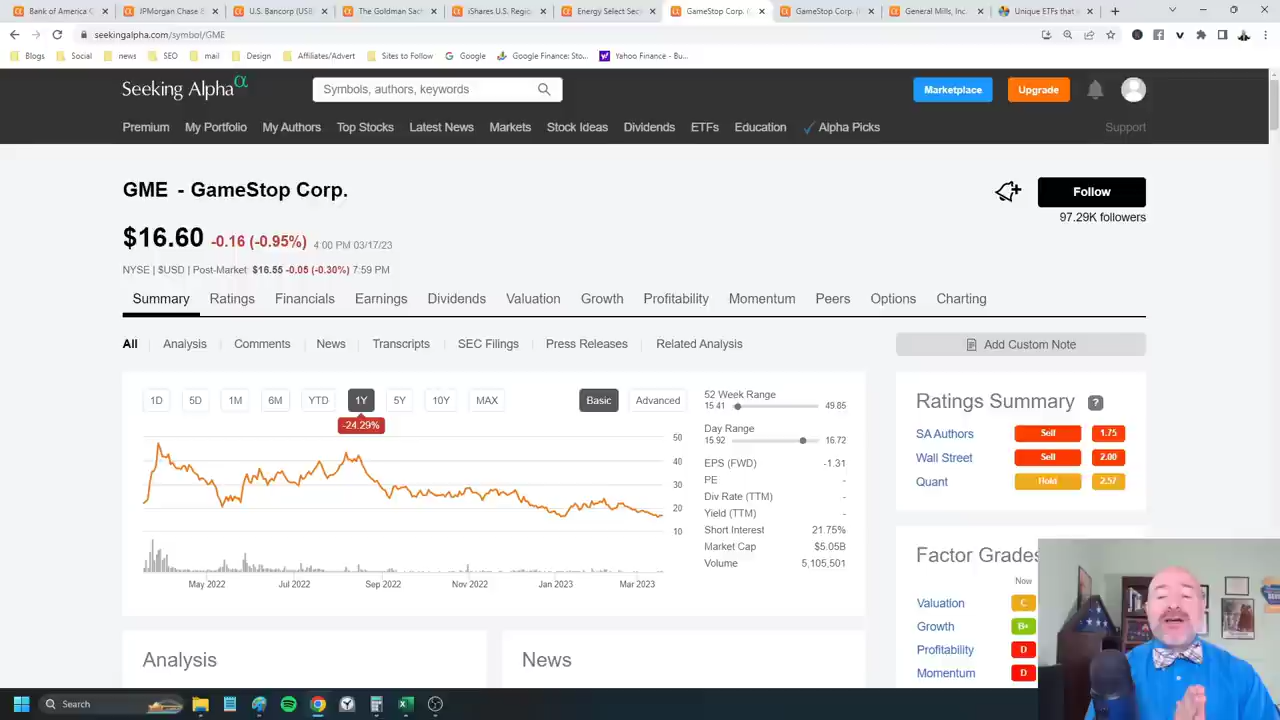 Bank of America C
JPMorgan Chase &
U.S. Bancorp (USB
The Goldman Sach
iShares U.S. Region
Energy Select Sect
GameStop Corp. (
GameStop Corp. (
General Mills, Inc.
Unique ETFs that
seekingalpha.com/symbol/GME
Blogs
Social
news
SEO
mail
Design
Affiliates/Advert
Sites to Follow
Google
Google Finance: Sto...
Yahoo Finance - Bu...
Seeking Alpha α
Symbols, authors, keywords
Marketplace
Upgrade
Premium
My Portfolio
My Authors
Top Stocks
Latest News
Markets
Stock Ideas
Dividends
ETFs
Education
Alpha Picks
Support
GME - GameStop Corp.
Follow
97.29K followers
$16.60 -0.16 (-0.95%) 4:00 PM 03/17/23
NYSE | $USD | Post-Market: $16.55 -0.05 (-0.30%) 7:59 PM
Summary
Ratings
Financials
Earnings
Dividends
Valuation
Growth
Profitability
Momentum
Peers
Options
Charting
All
Analysis
Comments
News
Transcripts
SEC Filings
Press Releases
Related Analysis
Add Custom Note
1D
5D
1M
6M
YTD
1Y
5Y
10Y
MAX
-24.29%
Basic
Advanced
50
40
30
20
10
May 2022
Jul 2022
Sep 2022
Nov 2022
Jan 2023
Mar 2023
52 Week Range
15.41 49.85
Day Range
15.92 16.72
EPS (FWD) -1.31
PE -
Div Rate (TTM) -
Yield (TTM) -
Short Interest 21.75%
Market Cap $5.05B
Volume 5,105,501
Ratings Summary ?
SA Authors Sell 1.75
Wall Street Sell 2.00
Quant Hold 2.57
Factor Grades
Now
Valuation C
Growth B+
Profitability D
Momentum D
Analysis
News
Search